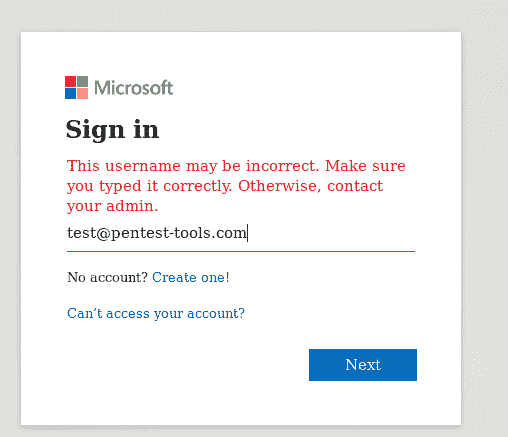 Microsoft
Sign in
This username may be incorrect. Make sure
you typed it correctly. Otherwise, contact
your admin.
test@pentest-tools.com
No account? Create one!
Can’t access your account?
Next